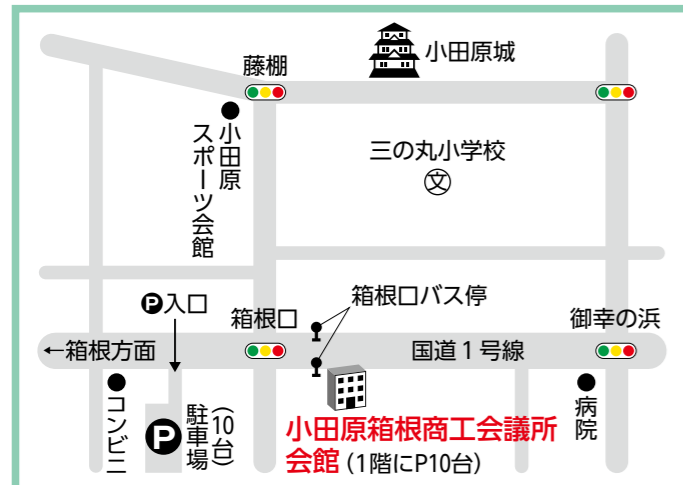 小田原城
藤棚
小田原
スポーツ会館
三の丸小学校
文
P入口
箱根口
箱根口バス停
御幸の浜
←箱根方面
国道1号線
コンビニ
P
駐車場
(10台)
小田原箱根商工会議所
会館 (1階にP10台)
病院